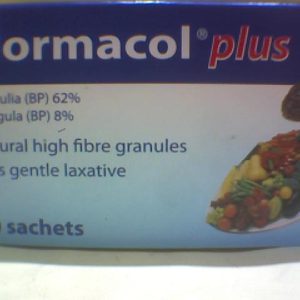 ormacol® plus
ulia (BP) 62%
gula (BP) 8%
ural high fibre granules
s gentle laxative
sachets